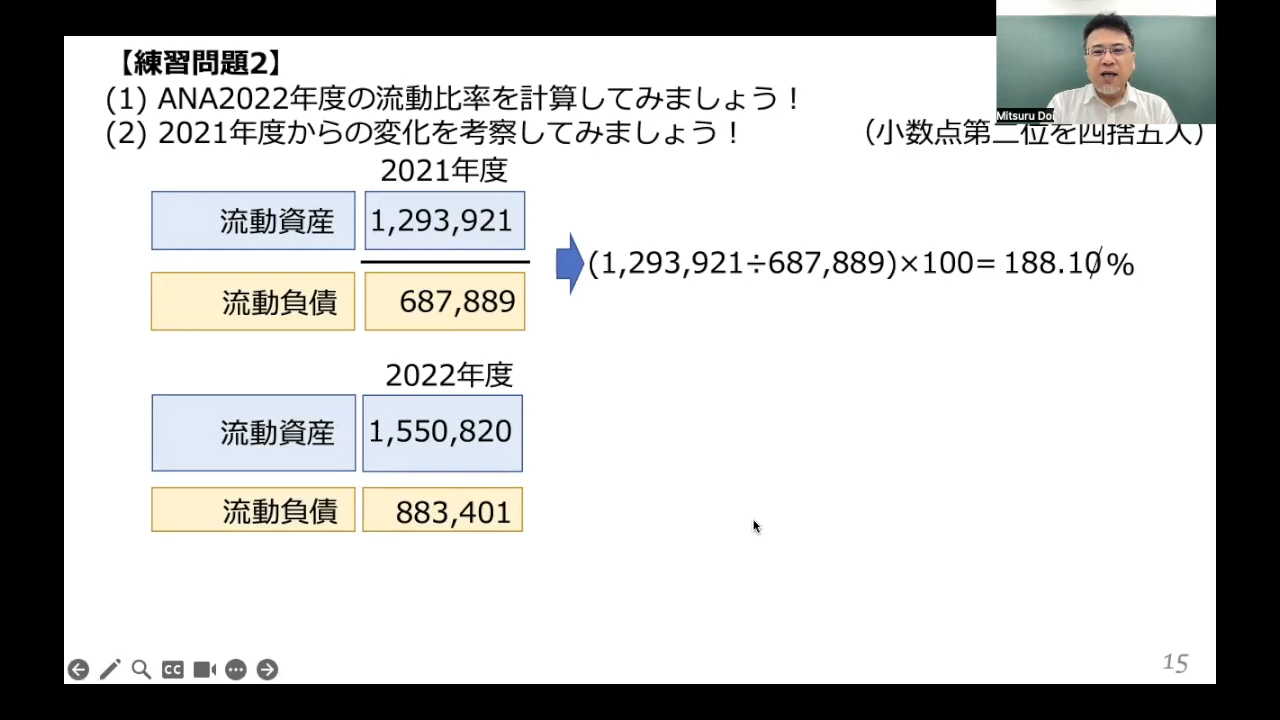 【練習問題2】
(1) ANA2022年度の流動比率を計算してみましょう！
(2) 2021年度からの変化を考察してみましょう！
（小数点第二位を四捨五入）
Mitsuru Doi
2021年度
流動資産 1,293,921
流動負債 687,889
(1,293,921÷687,889)×100= 188.10%
2022年度
流動資産 1,550,820
流動負債 883,401
CC
15